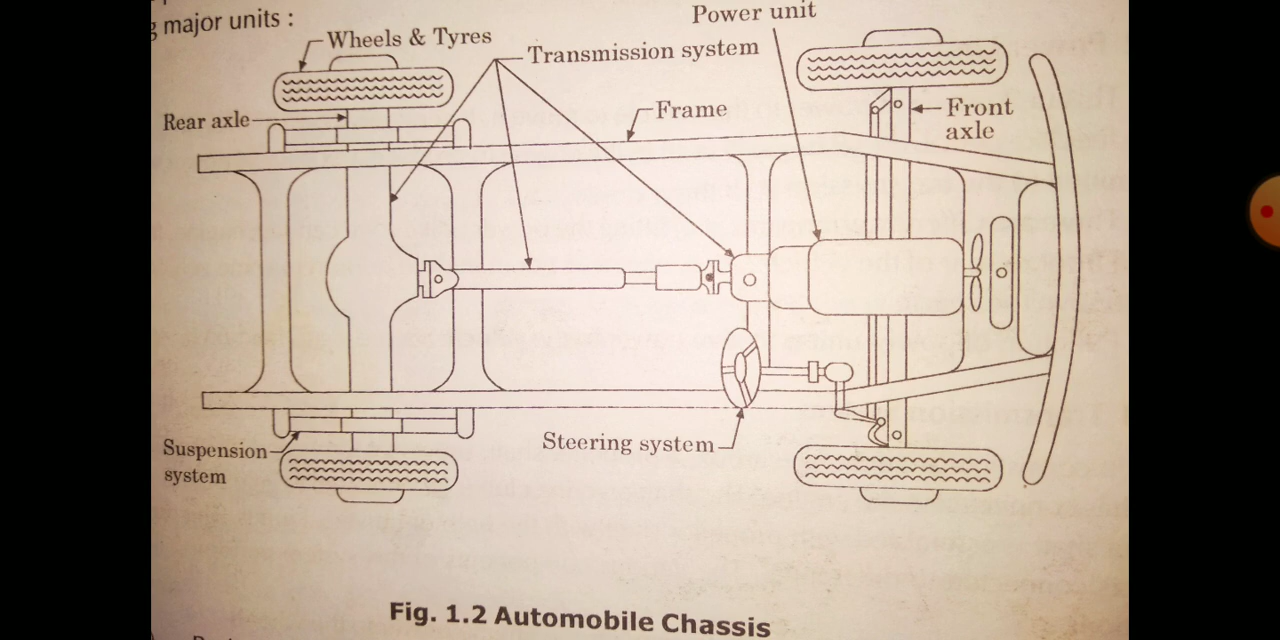 major units :
Power unit
Wheels & Tyres
Transmission system
Rear axle
Frame
Front
axle
Suspension
system
Steering system
Fig. 1.2 Automobile Chassis